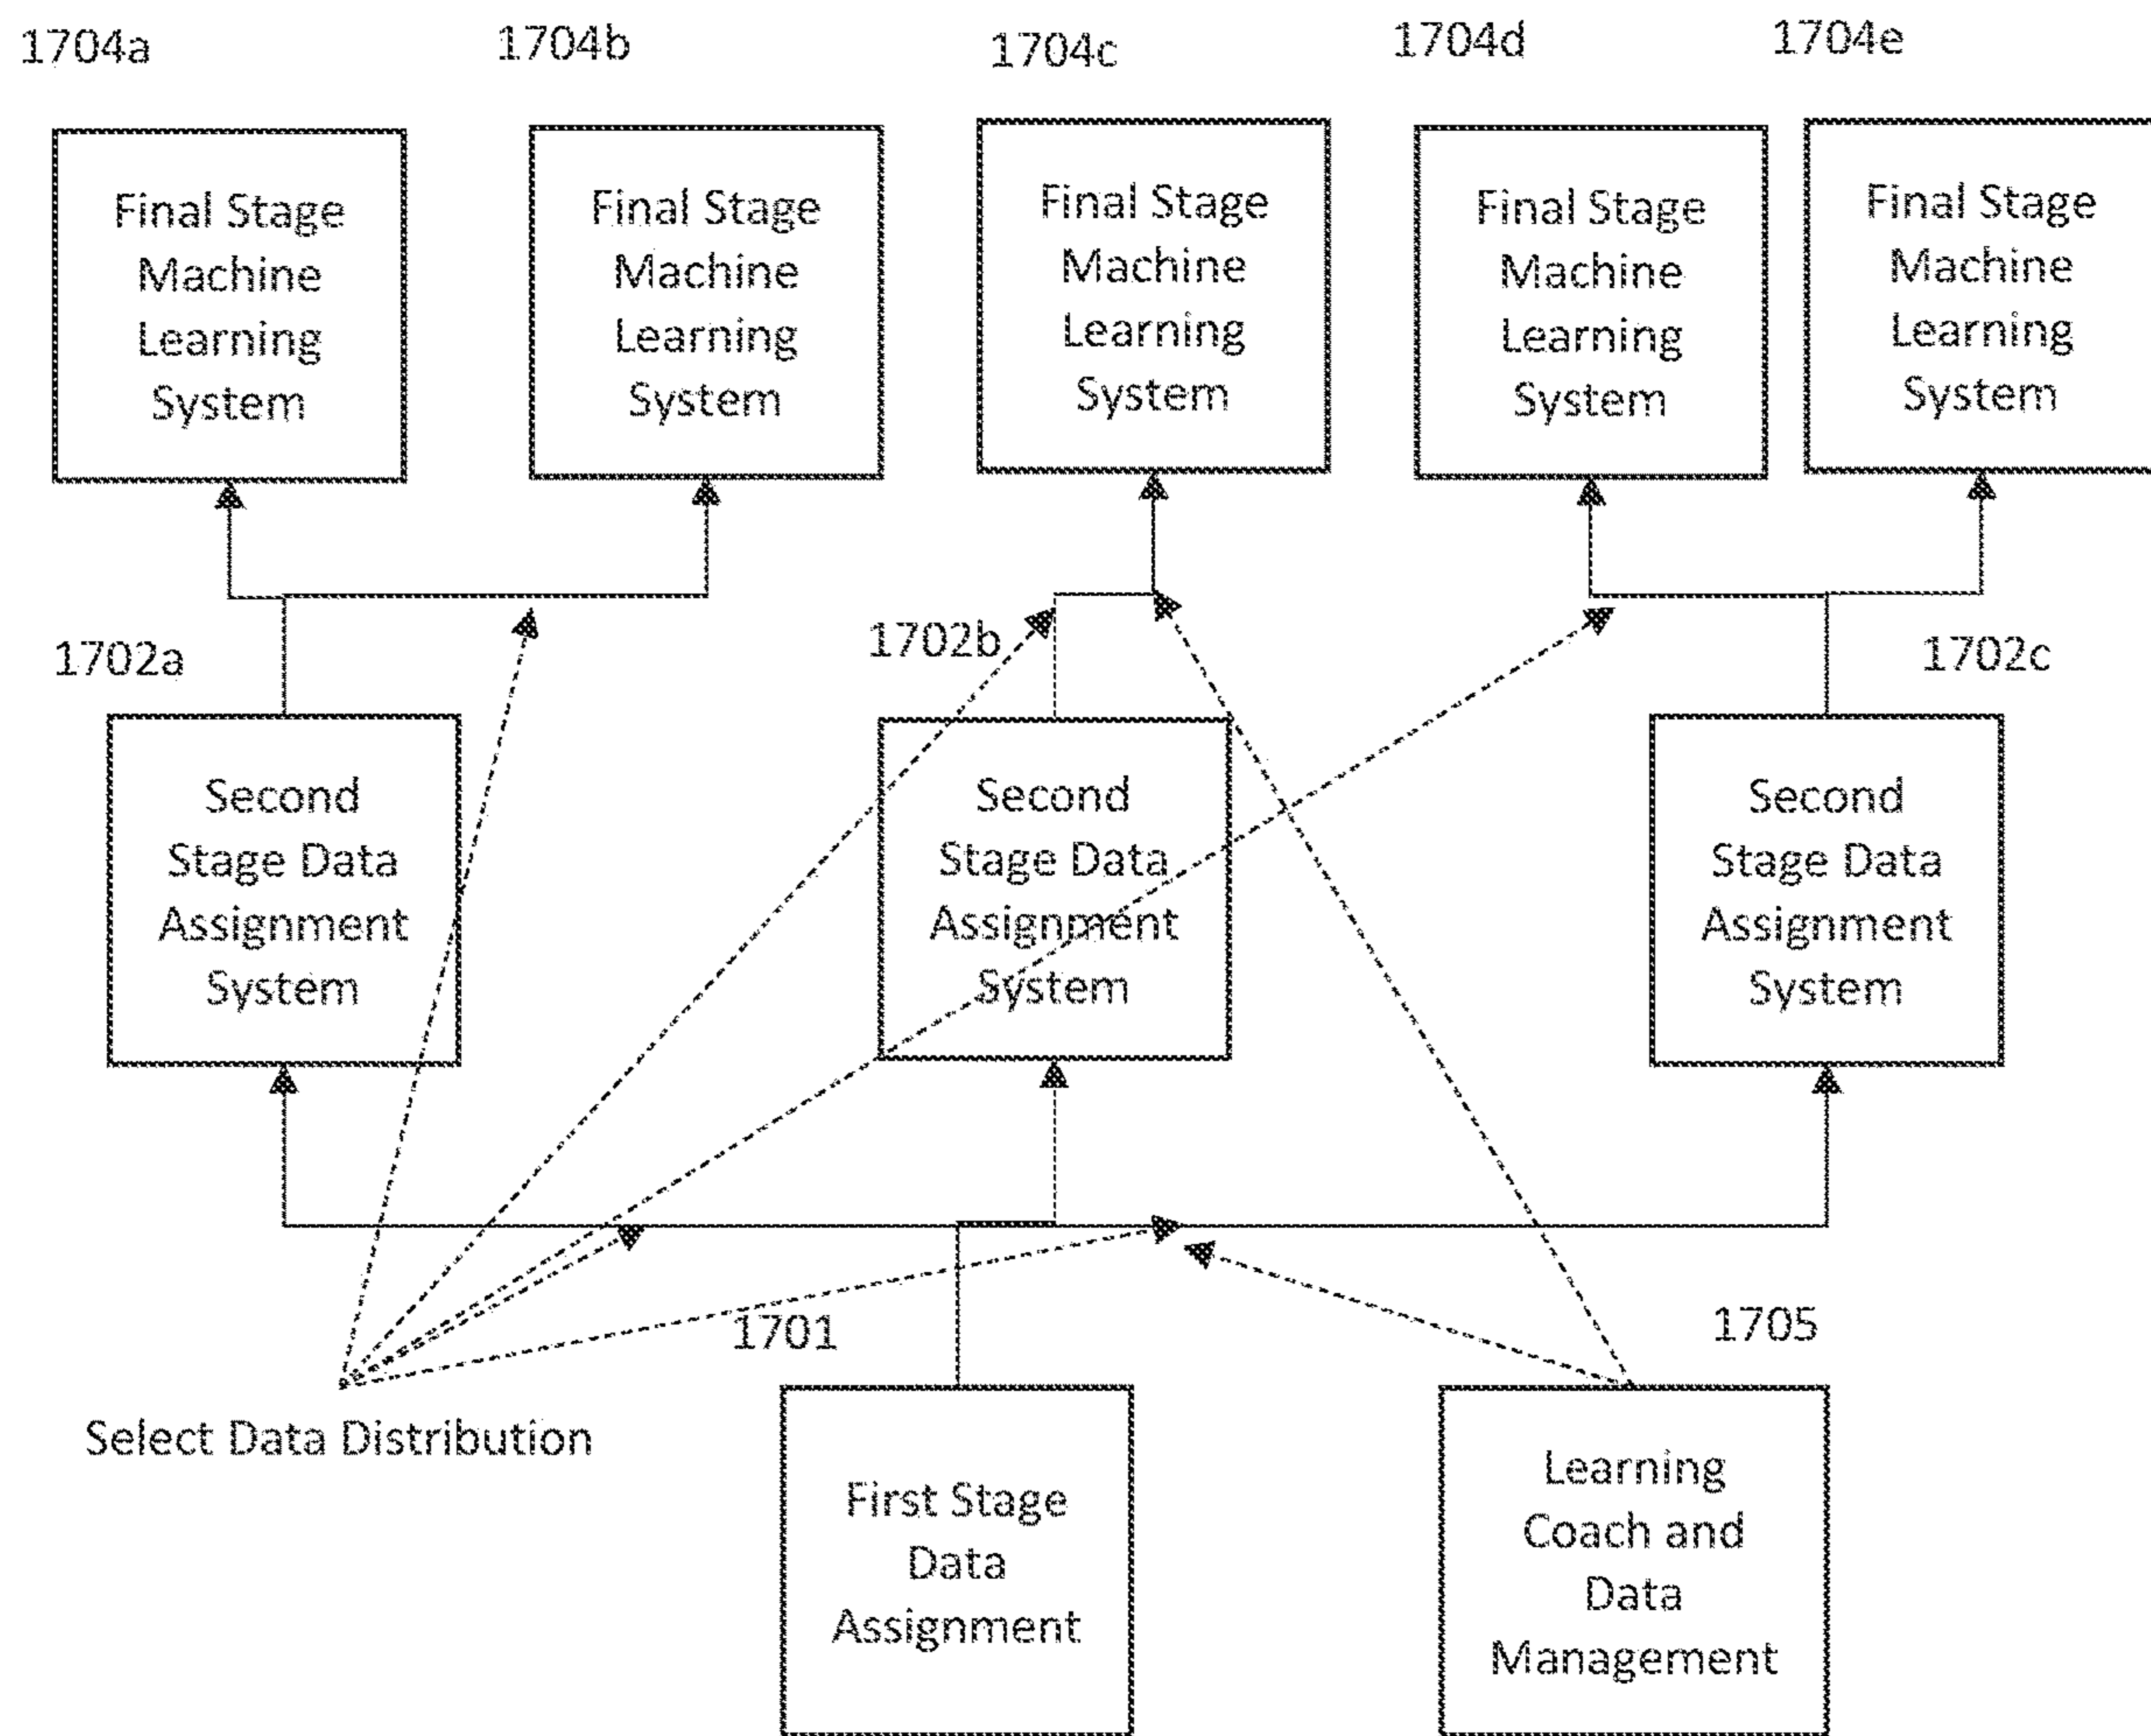 1704a
1704b
1704c
1704d
1704e
Final Stage
Machine
Learning
System
Final Stage
Machine
Learning
System
Final Stage
Machine
Learning
System
Final Stage
Machine
Learning
System
Final Stage
Machine
Learning
System
1702a
1702b
1702c
Second
Stage Data
Assignment
System
Second
Stage Data
Assignment
System
Second
Stage Data
Assignment
System
1701
1705
Select Data Distribution
First Stage
Data
Assignment
Learning
Coach and
Data
Management